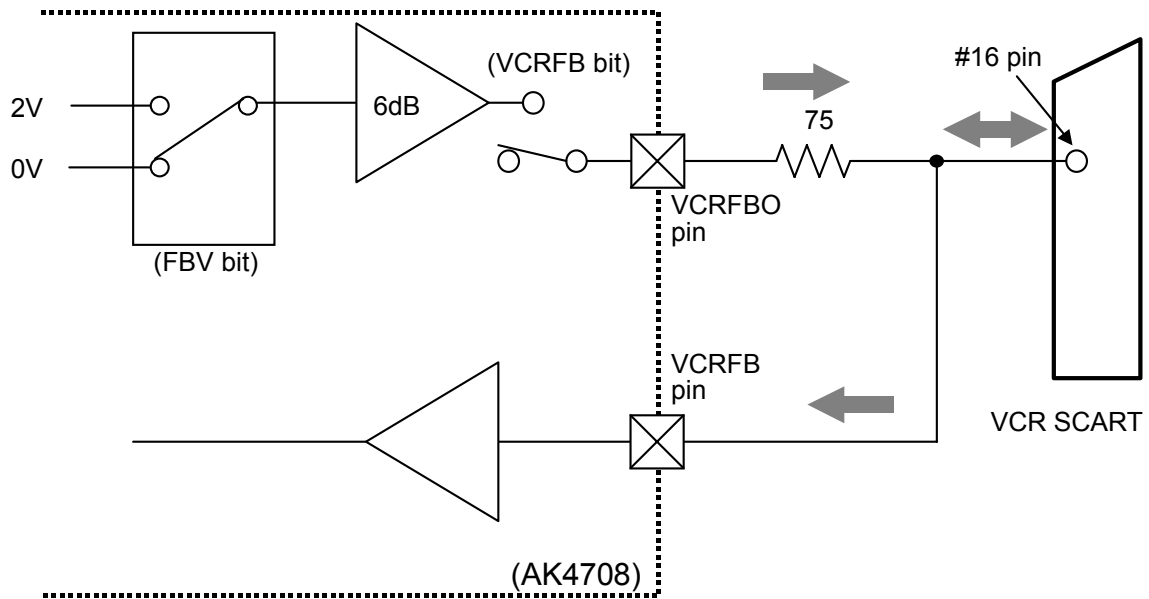 (VCRFB bit)
#16 pin
2V
6dB
75
0V
VCRFBO
pin
(FBV bit)
VCRFB
pin
VCR SCART
(AK4708)